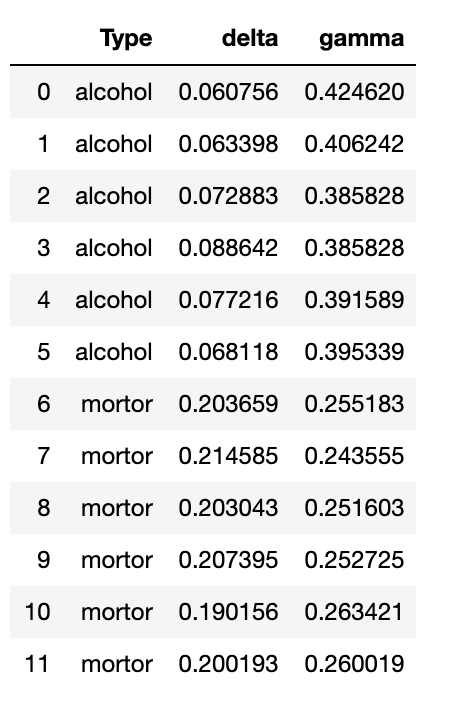 Type delta gamma
0 alcohol 0.060756 0.424620
1 alcohol 0.063398 0.406242
2 alcohol 0.072883 0.385828
3 alcohol 0.088642 0.385828
4 alcohol 0.077216 0.391589
5 alcohol 0.068118 0.395339
6 mortor 0.203659 0.255183
7 mortor 0.214585 0.243555
8 mortor 0.203043 0.251603
9 mortor 0.207395 0.252725
10 mortor 0.190156 0.263421
11 mortor 0.200193 0.260019